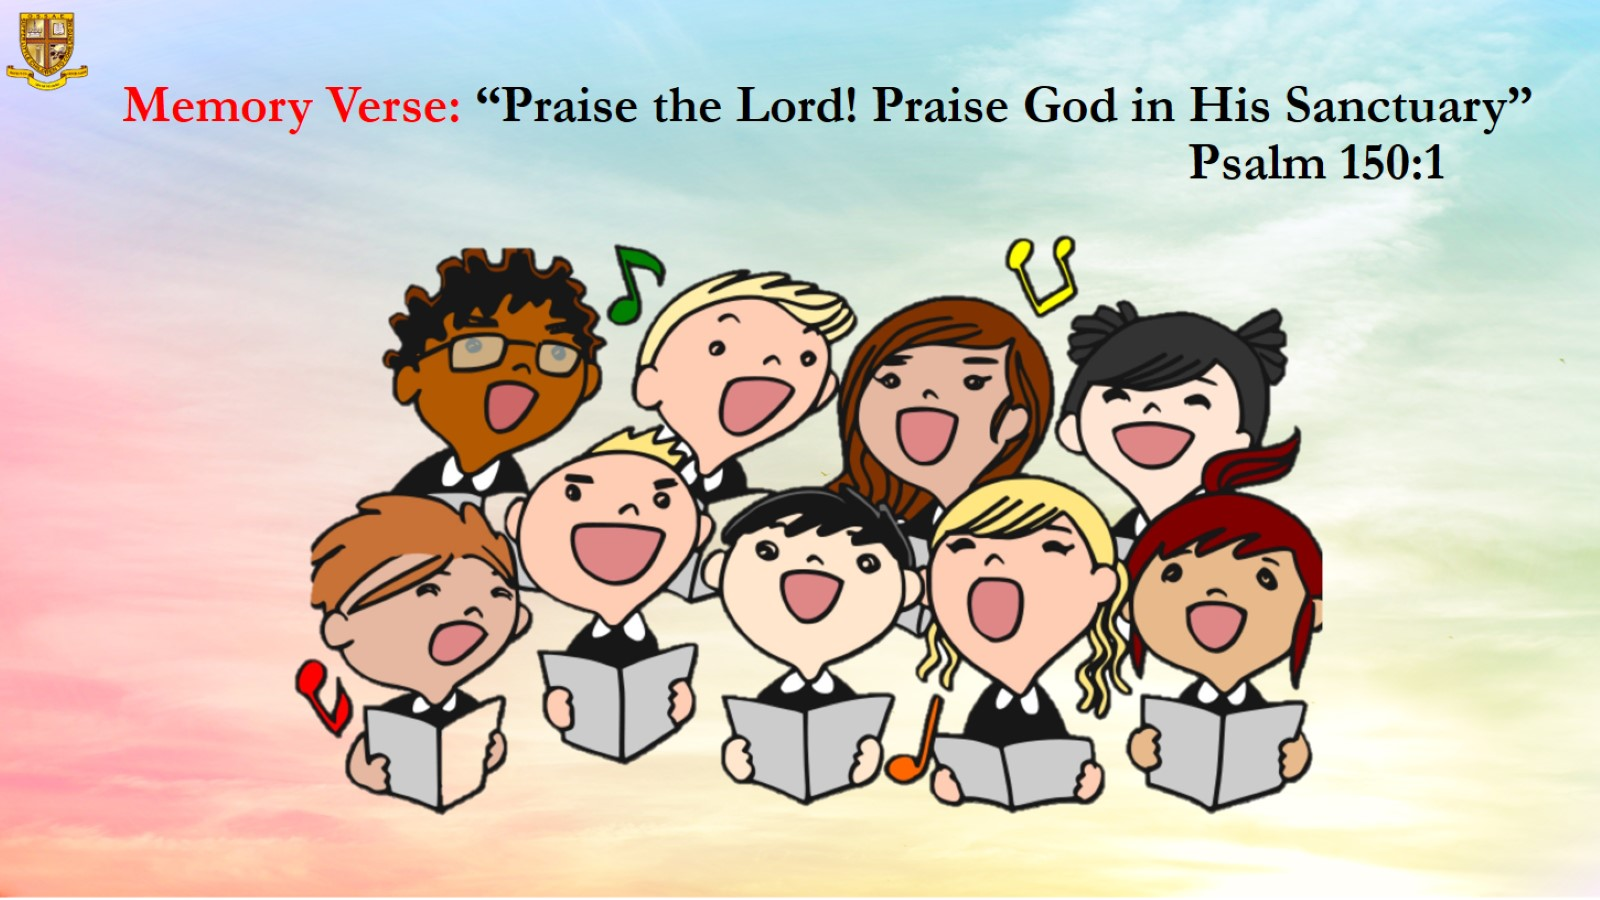 O.S.S.A.E
Memory Verse: “Praise the Lord! Praise God in His Sanctuary”
Psalm 150:1